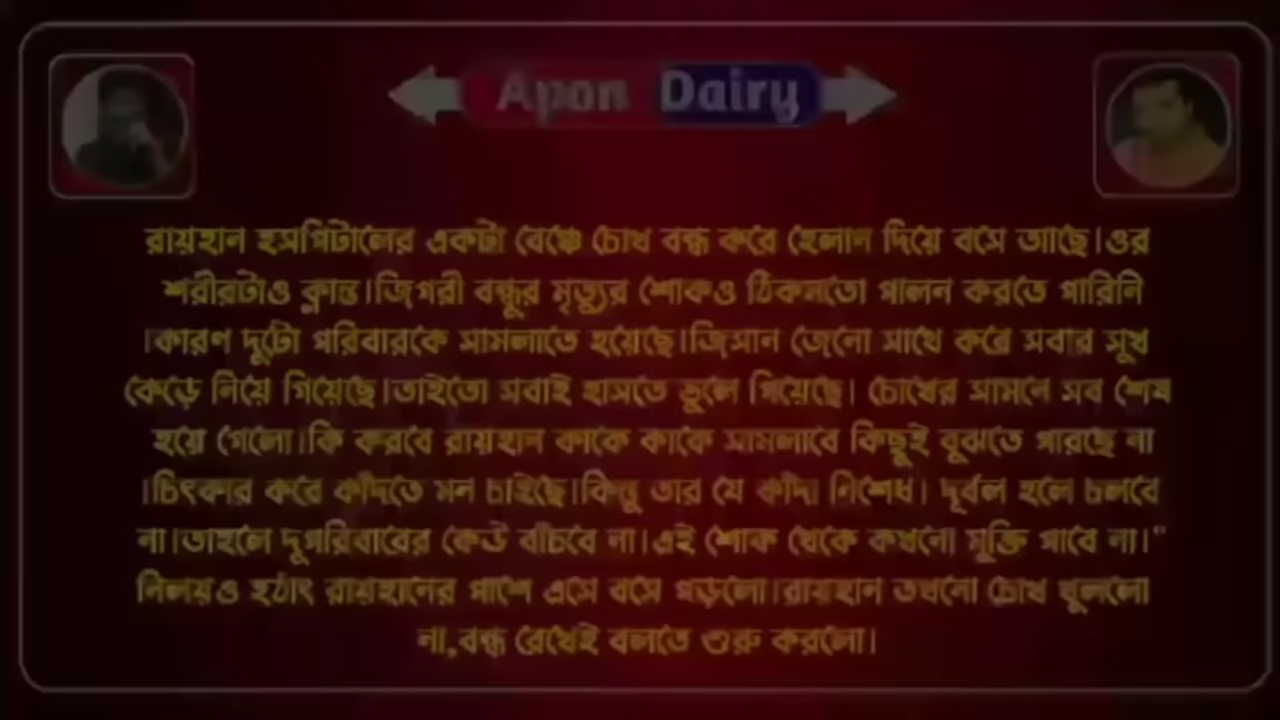 Apon Dairy
রায়হান হসপিটালের একটা বেঞ্চে চোখ বন্ধ করে হেলান দিয়ে বসে আছে।ওর
শরীরটাও ক্লান্ত।জিগরী বন্ধুর মৃত্যুর শোকও ঠিকমতো পালন করতে পারিনি
।কারণ দুটো পরিবারকে সামলাতে হয়েছে।জিসান জেনো সাথে করে সবার সুখ
কেড়ে নিয়ে গিয়েছে।তাইতো সবাই হাসতে ভুলে গিয়েছে। চোখের সামনে সব শেষ
হয়ে গেলো।কি করবে রায়হান কাকে কাকে সামলাবে কিছুই বুঝতে পারছে না
।চিৎকার করে কাঁদতে মন চাইছে।কিন্তু তার যে কাঁদা নিশেধ। দূর্বল হলে চলবে
না।তাহলে দূপরিবারের কেউ বাঁচবে না।এই শোক থেকে কখনো মুক্তি পাবে না।"
নিলয়ও হঠাৎ রায়হানের পাশে এসে বসে পড়লো।রায়হান তখনো চোখ খুললো
না,বন্ধ রেখেই বলতে শুরু করলো।